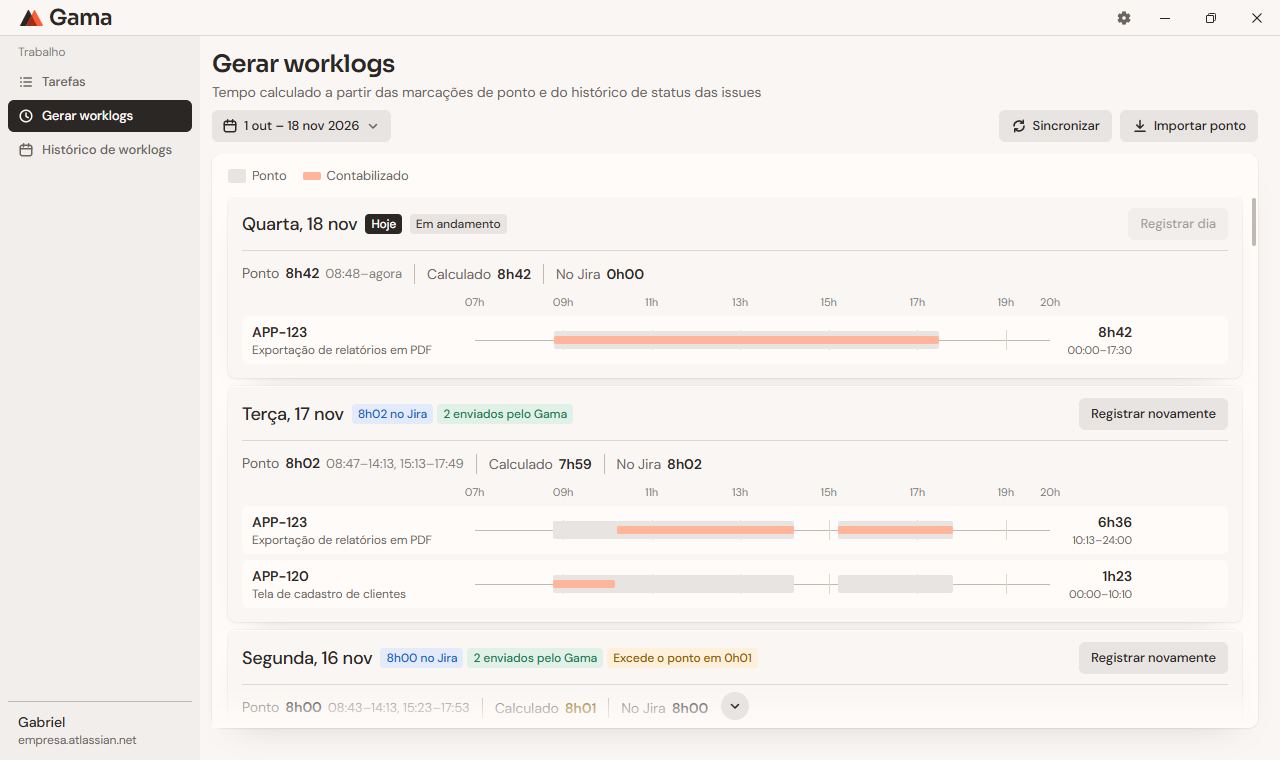 Gama
Trabalho
Tarefas
Gerar worklogs
Histórico de worklogs
Gabriel
empresa.atlassian.net
Gerar worklogs
Tempo calculado a partir das marcações de ponto e do histórico de status das issues
1 out – 18 nov 2026
Sincronizar
Importar ponto
Ponto
Contabilizado
Quarta, 18 nov Hoje Em andamento
Registrar dia
Ponto 8h42 08:48–agora Calculado 8h42 No Jira 0h00
07h 09h 11h 13h 15h 17h 19h 20h
APP-123 8h42
Exportação de relatórios em PDF 00:00–17:30
Terça, 17 nov 8h02 no Jira 2 enviados pelo Gama
Registrar novamente
Ponto 8h02 08:47–14:13, 15:13–17:49 Calculado 7h59 No Jira 8h02
07h 09h 11h 13h 15h 17h 19h 20h
APP-123 6h36
Exportação de relatórios em PDF 10:13–24:00
APP-120 1h23
Tela de cadastro de clientes 00:00–10:10
Segunda, 16 nov 8h00 no Jira 2 enviados pelo Gama Excede o ponto em 0h01
Registrar novamente
Ponto 8h00 08:43–14:13, 15:23–17:53 Calculado 8h01 No Jira 8h00